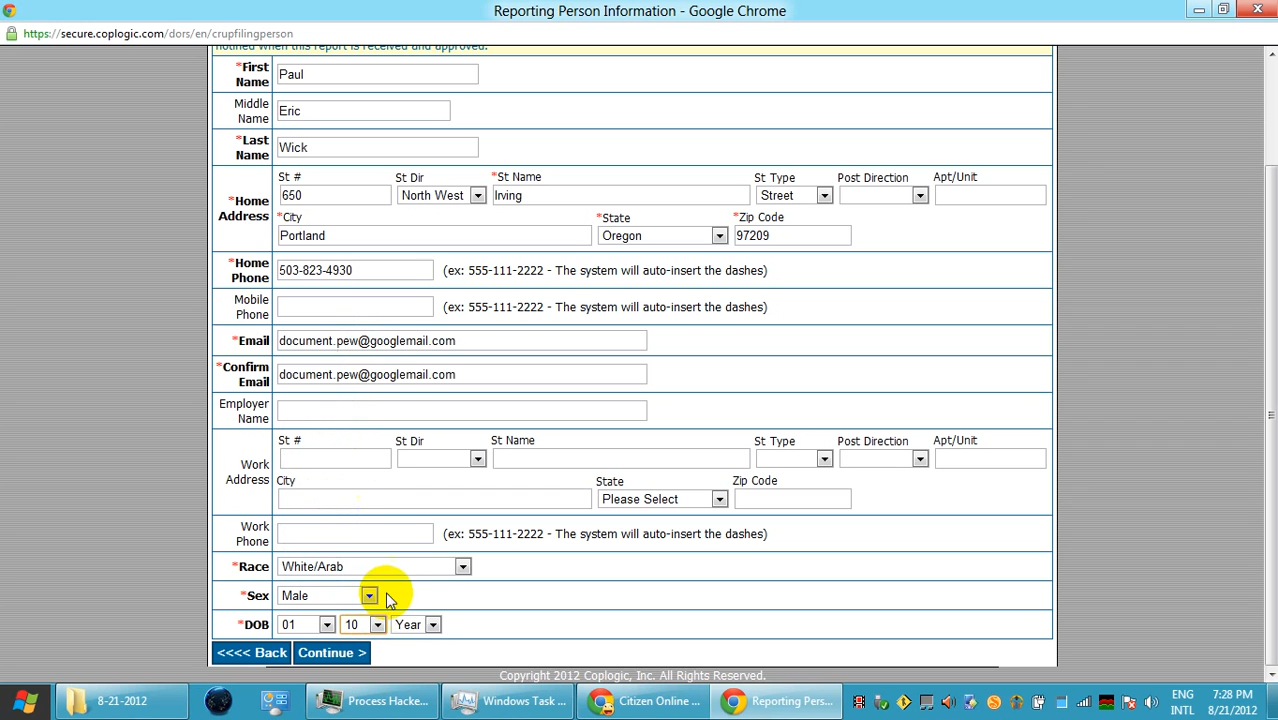 Reporting Person Information - Google Chrome
https://secure.coplogic.com/dors/en/crupfilingperson
notified when this report is received and approved.
*First Name Paul
Middle Name Eric
*Last Name Wick
St # St Dir *St Name St Type Post Direction Apt/Unit
*Home Address 650 North West Irving Street
*City *State *Zip Code
Portland Oregon 97209
*Home Phone 503-823-4930 (ex: 555-111-2222 - The system will auto-insert the dashes)
Mobile Phone (ex: 555-111-2222 - The system will auto-insert the dashes)
*Email document.pew@googlemail.com
*Confirm Email document.pew@googlemail.com
Employer Name
St # St Dir St Name St Type Post Direction Apt/Unit
Work Address
City State Zip Code
Please Select
Work Phone (ex: 555-111-2222 - The system will auto-insert the dashes)
*Race White/Arab
*Sex Male
*DOB 01 10 Year
<<<< Back Continue >
Copyright 2012 Coplogic, Inc. All Rights Reserved.
8-21-2012 Process Hacke... Windows Task ... Citizen Online ... Reporting Pers... ENG INTL 7:28 PM 8/21/2012